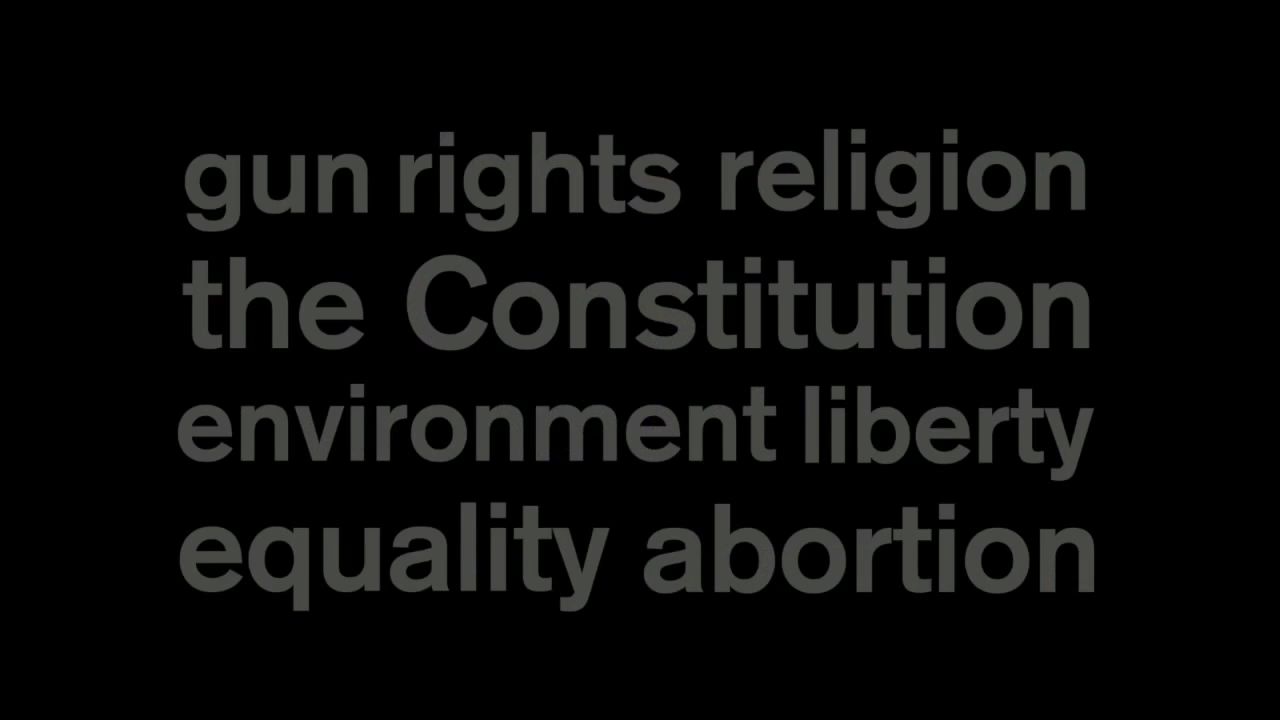 gun rights religion
the Constitution
environment liberty
equality abortion